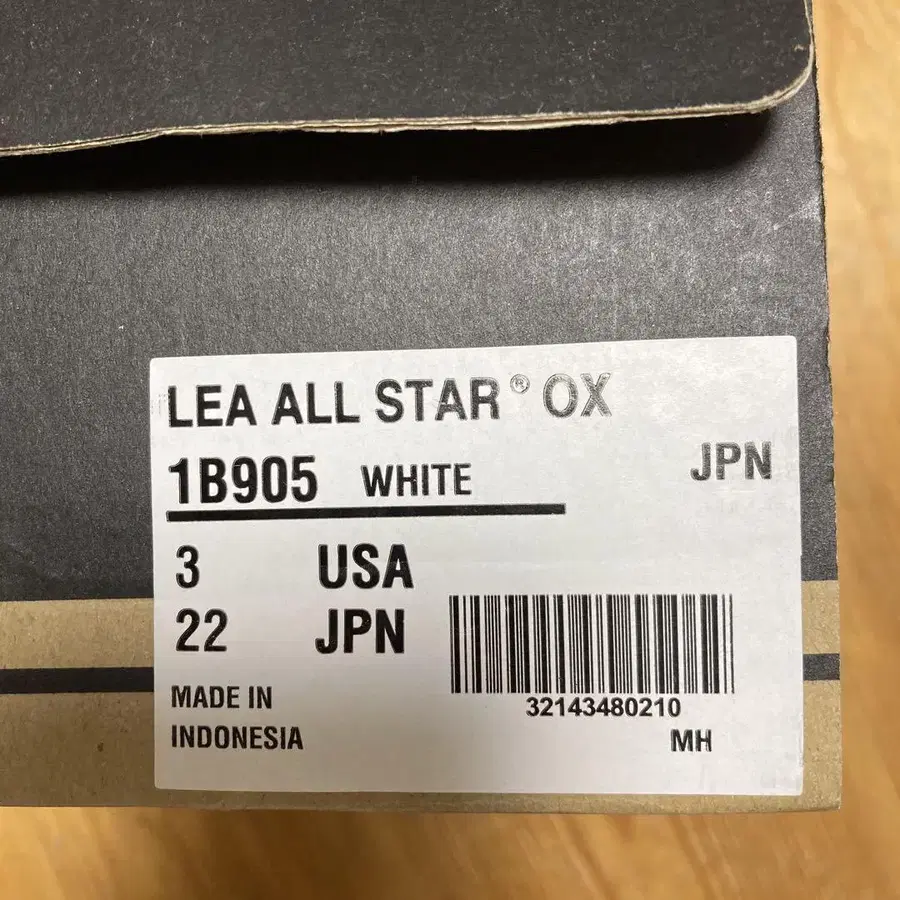 LEA ALL STAR® OX
1B905 WHITE JPN
3 USA
22 JPN
MADE IN
INDONESIA
32143480210
MH